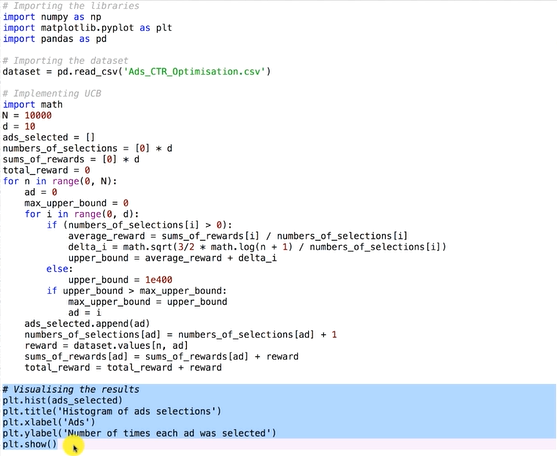 # Importing the libraries
import numpy as np
import matplotlib.pyplot as plt
import pandas as pd
# Importing the dataset
dataset = pd.read_csv('Ads_CTR_Optimisation.csv')
# Implementing UCB
import math
N = 10000
d = 10
ads_selected = []
numbers_of_selections = [0] * d
sums_of_rewards = [0] * d
total_reward = 0
for n in range(0, N):
    ad = 0
    max_upper_bound = 0
    for i in range(0, d):
        if (numbers_of_selections[i] > 0):
            average_reward = sums_of_rewards[i] / numbers_of_selections[i]
            delta_i = math.sqrt(3/2 * math.log(n + 1) / numbers_of_selections[i])
            upper_bound = average_reward + delta_i
        else:
            upper_bound = 1e400
        if upper_bound > max_upper_bound:
            max_upper_bound = upper_bound
            ad = i
    ads_selected.append(ad)
    numbers_of_selections[ad] = numbers_of_selections[ad] + 1
    reward = dataset.values[n, ad]
    sums_of_rewards[ad] = sums_of_rewards[ad] + reward
    total_reward = total_reward + reward
# Visualising the results
plt.hist(ads_selected)
plt.title('Histogram of ads selections')
plt.xlabel('Ads')
plt.ylabel('Number of times each ad was selected')
plt.show()